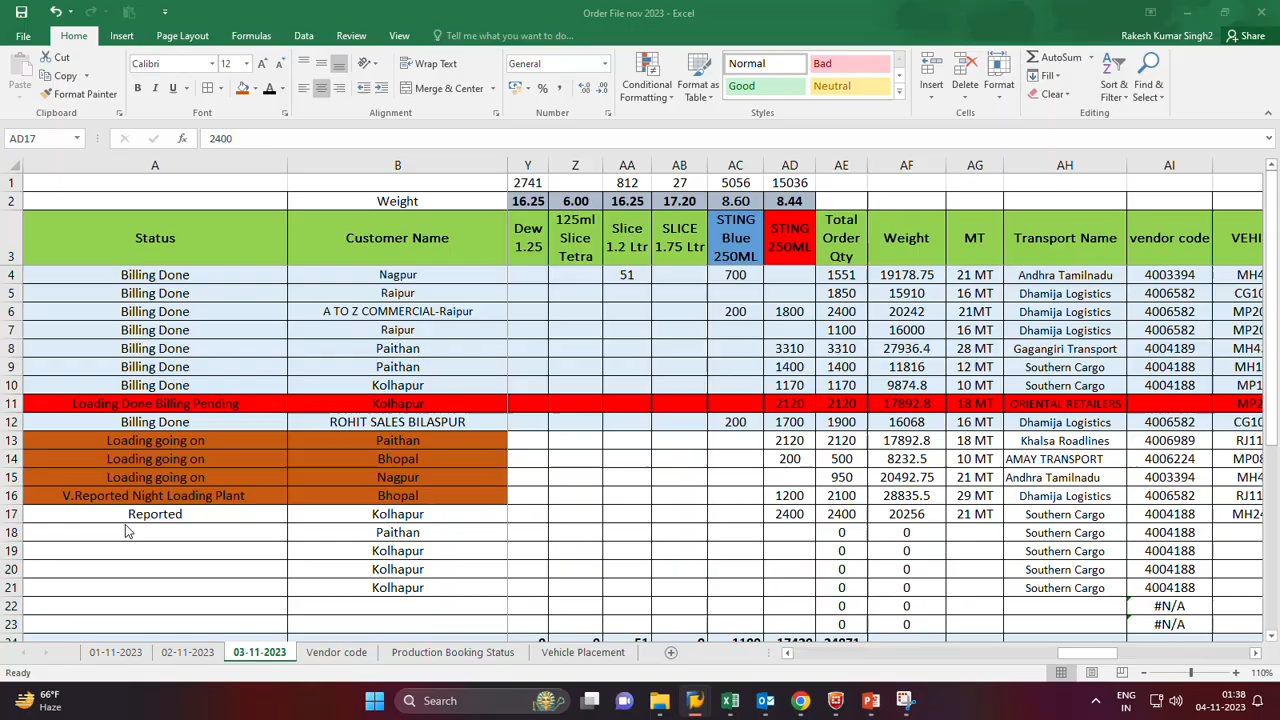 Order File nov 2023 - Excel
File Home Insert Page Layout Formulas Data Review View Tell me what you want to do... Rakesh Kumar Singh2 Share
Paste Cut Copy Format Painter Clipboard
Calibri 12 B I U A Font
Wrap Text Merge & Center Alignment
General % Number
Conditional Formatting Format as Table Normal Bad Good Neutral Styles
Insert Delete Format Cells
AutoSum Fill Clear Sort & Filter Find & Select Editing
AD17 fx 2400
A B Y Z AA AB AC AD AE AF AG AH AI
1 2741 812 27 5056 15036
2 Weight 16.25 6.00 16.25 17.20 8.60 8.44
3 Status Customer Name Dew 1.25 125ml Slice Tetra Slice 1.2 Ltr SLICE 1.75 Ltr STING Blue 250ML STING 250ML Total Order Qty Weight MT Transport Name vendor code VEHI
4 Billing Done Nagpur 51 700 1551 19178.75 21 MT Andhra Tamilnadu 4003394 MH4
5 Billing Done Raipur 1850 15910 16 MT Dhamija Logistics 4006582 CG10
6 Billing Done A TO Z COMMERCIAL-Raipur 200 1800 2400 20242 21MT Dhamija Logistics 4006582 MP20
7 Billing Done Raipur 1100 16000 16 MT Dhamija Logistics 4006582 MP20
8 Billing Done Paithan 3310 3310 27936.4 28 MT Gagangiri Transport 4004189 MH4
9 Billing Done Paithan 1400 1400 11816 12 MT Southern Cargo 4004188 MH1
10 Billing Done Kolhapur 1170 1170 9874.8 10 MT Southern Cargo 4004188 MP1
11 Loading Done Billing Pending Kolhapur 2120 2120 17892.8 18 MT ORIENTAL RETAILERS MP2
12 Billing Done ROHIT SALES BILASPUR 200 1700 1900 16068 16 MT Dhamija Logistics 4006582 CG10
13 Loading going on Paithan 2120 2120 17892.8 18 MT Khalsa Roadlines 4006989 RJ11
14 Loading going on Bhopal 200 500 8232.5 10 MT AMAY TRANSPORT 4006224 MP08
15 Loading going on Nagpur 950 20492.75 21 MT Andhra Tamilnadu 4003394 MH4
16 V.Reported Night Loading Plant Bhopal 1200 2100 28835.5 29 MT Dhamija Logistics 4006582 RJ11
17 Reported Kolhapur 2400 2400 20256 21 MT Southern Cargo 4004188 MH24
18 Paithan 0 0 Southern Cargo 4004188
19 Kolhapur 0 0 Southern Cargo 4004188
20 Kolhapur 0 0 Southern Cargo 4004188
21 Kolhapur 0 0 Southern Cargo 4004188
22 0 0 #N/A
23 0 0 #N/A
01-11-2023 02-11-2023 03-11-2023 Vendor code Production Booking Status Vehicle Placement
Ready 110%
66°F Haze Search ENG IN 01:38 04-11-2023